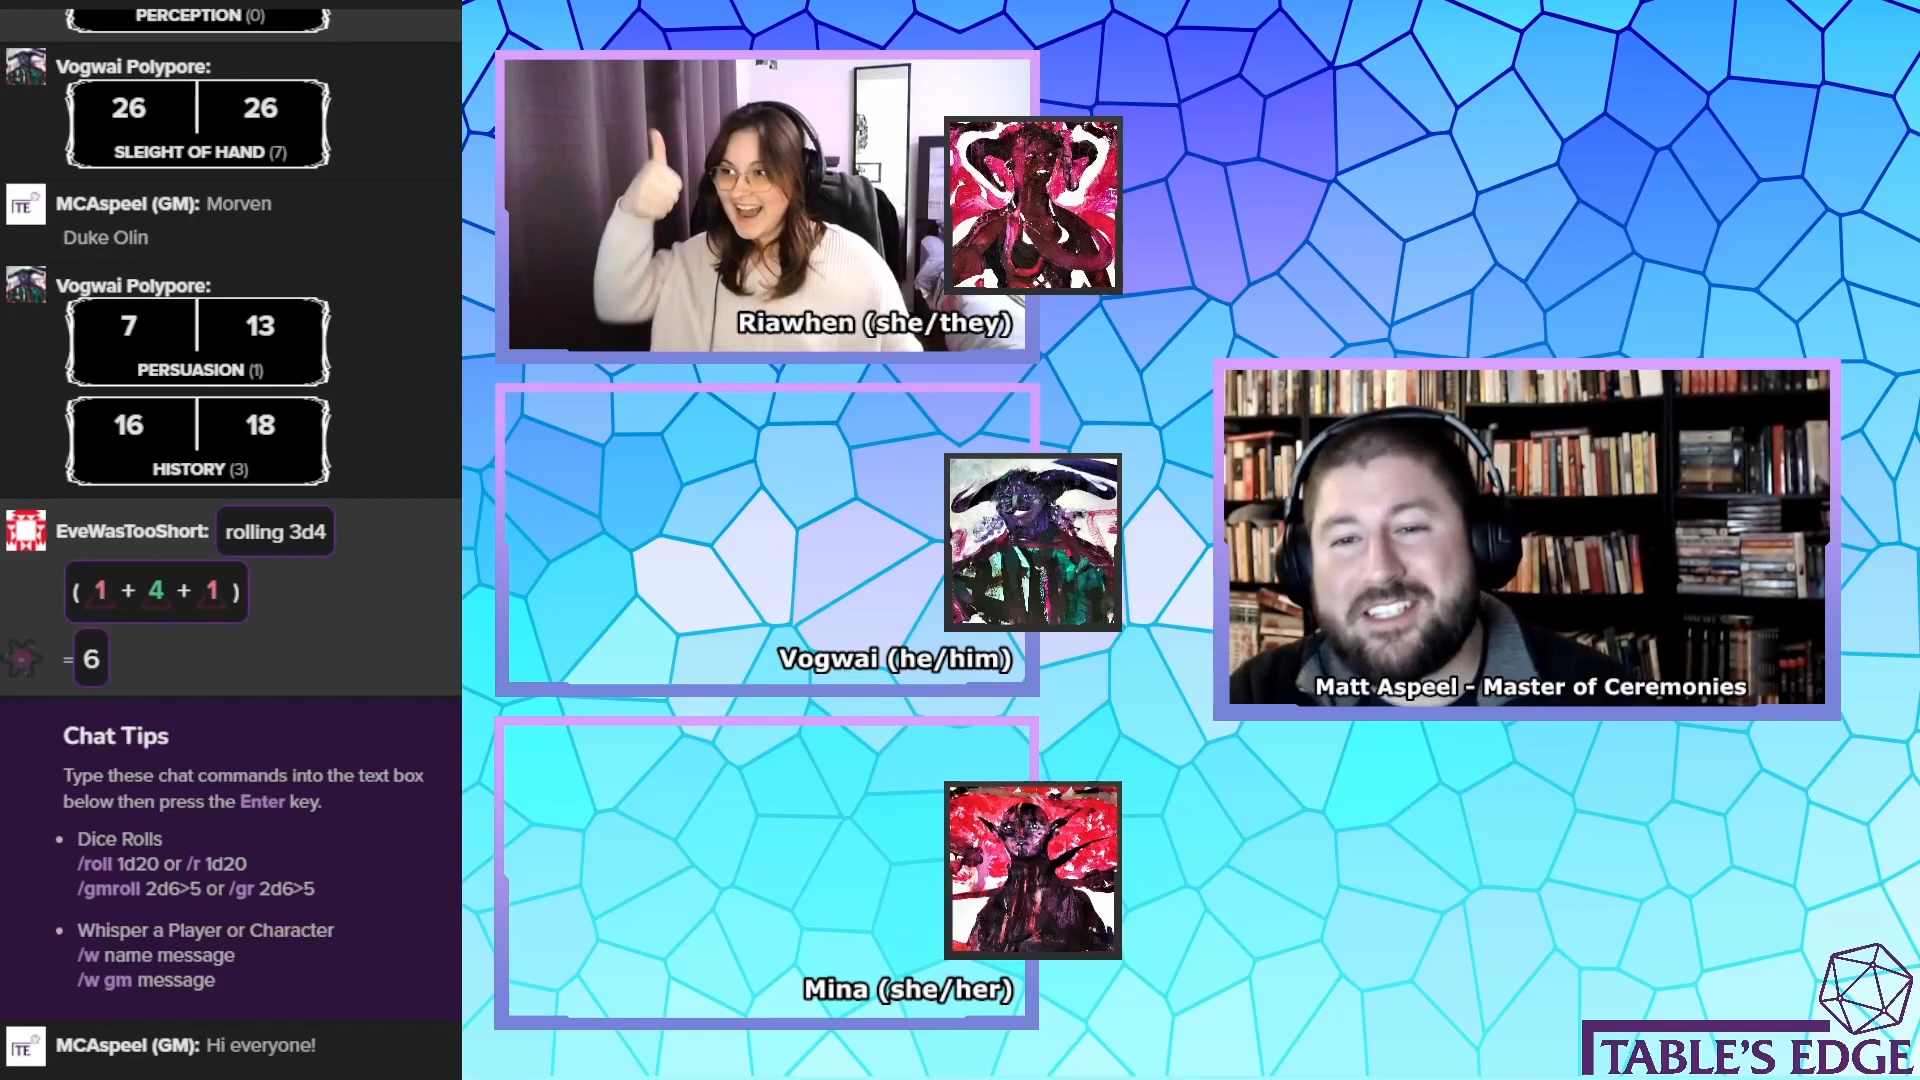 PERCEPTION (0)
Vogwai Polypore:
26 26
SLEIGHT OF HAND (7)
MCAspeel (GM): Morven
Duke Olin
Vogwai Polypore:
7 13
PERSUASION (1)
16 18
HISTORY (3)
EveWasTooShort: rolling 3d4
( 1 + 4 + 1 )
= 6
Chat Tips
Type these chat commands into the text box
below then press the Enter key.
• Dice Rolls
/roll 1d20 or /r 1d20
/gmroll 2d6>5 or /gr 2d6>5
• Whisper a Player or Character
/w name message
/w gm message
TE
MCAspeel (GM): Hi everyone!
Riawhen (she/they)
Vogwai (he/him)
Mina (she/her)
Matt Aspeel - Master of Ceremonies
TABLE'S EDGE